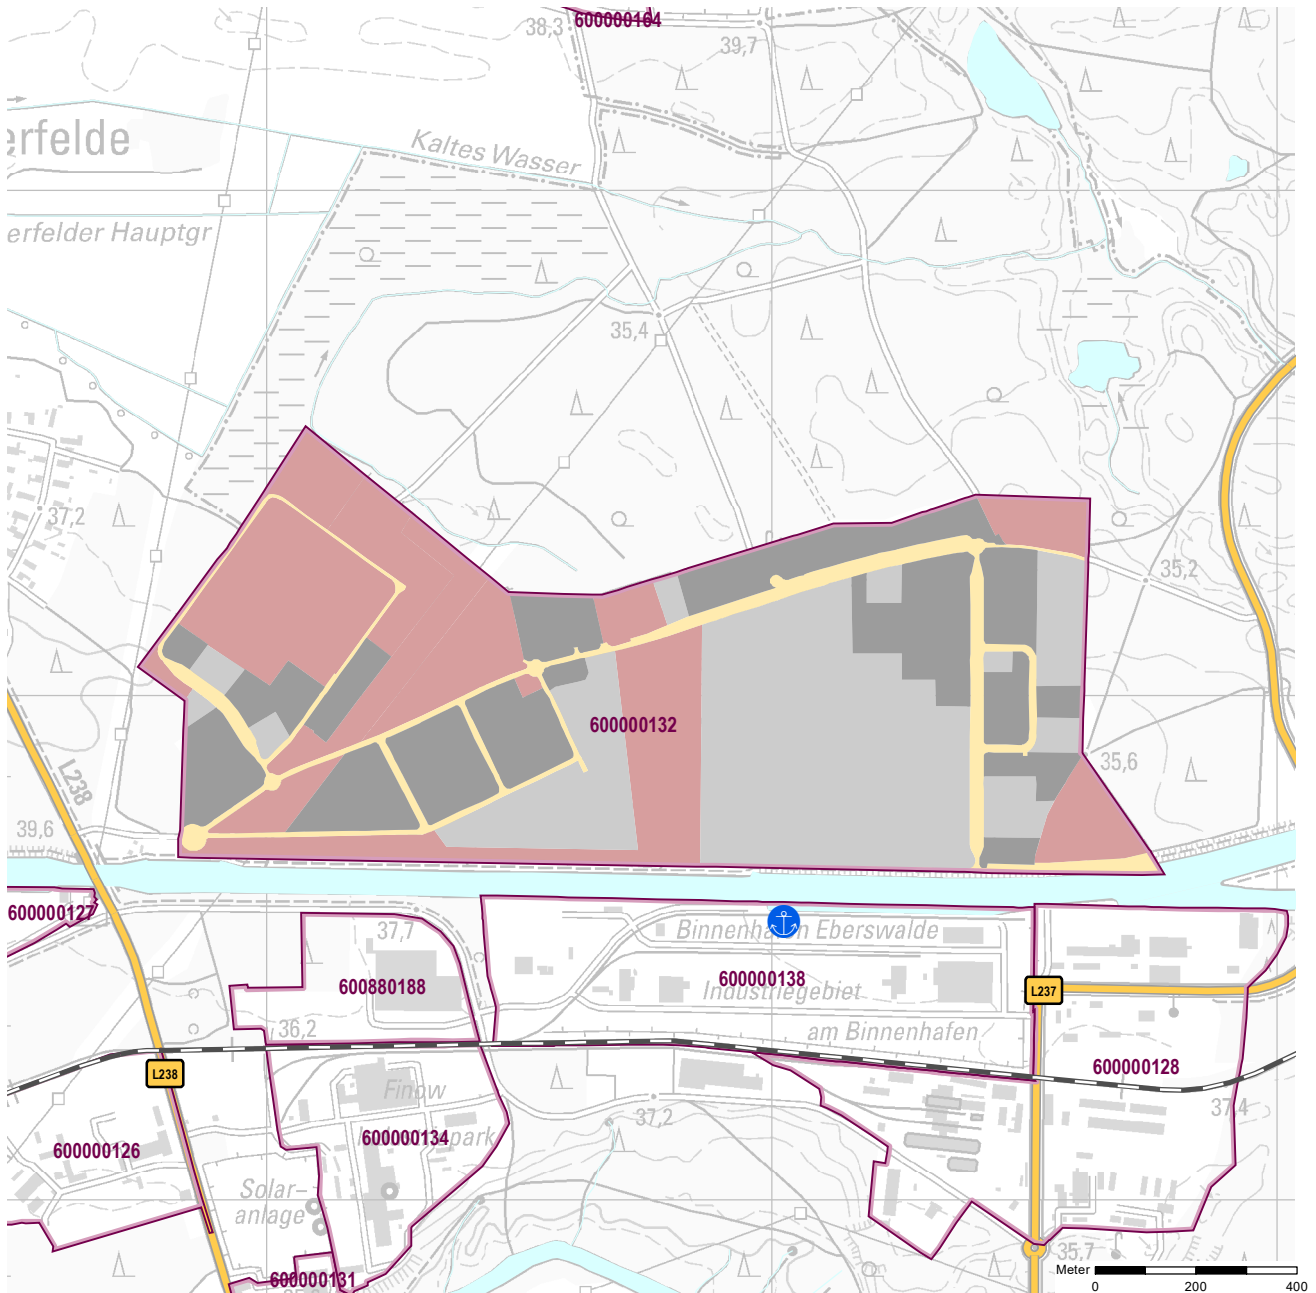 600000164
38,3
39,7
erfelde
Kaltes Wasser
erfelder Hauptgr
35,4
37,2
35,2
600000132
35,6
L238
39,6
600000127
37,7
Binnenhafen Eberswalde
600880188
600000138
Industriegebiet
L237
36,2
am Binnenhafen
L238
600000128
Finow
37,2
37,4
600000134
park
600000126
Solar–
anlage
35,7
Meter
600000131
0
200
400